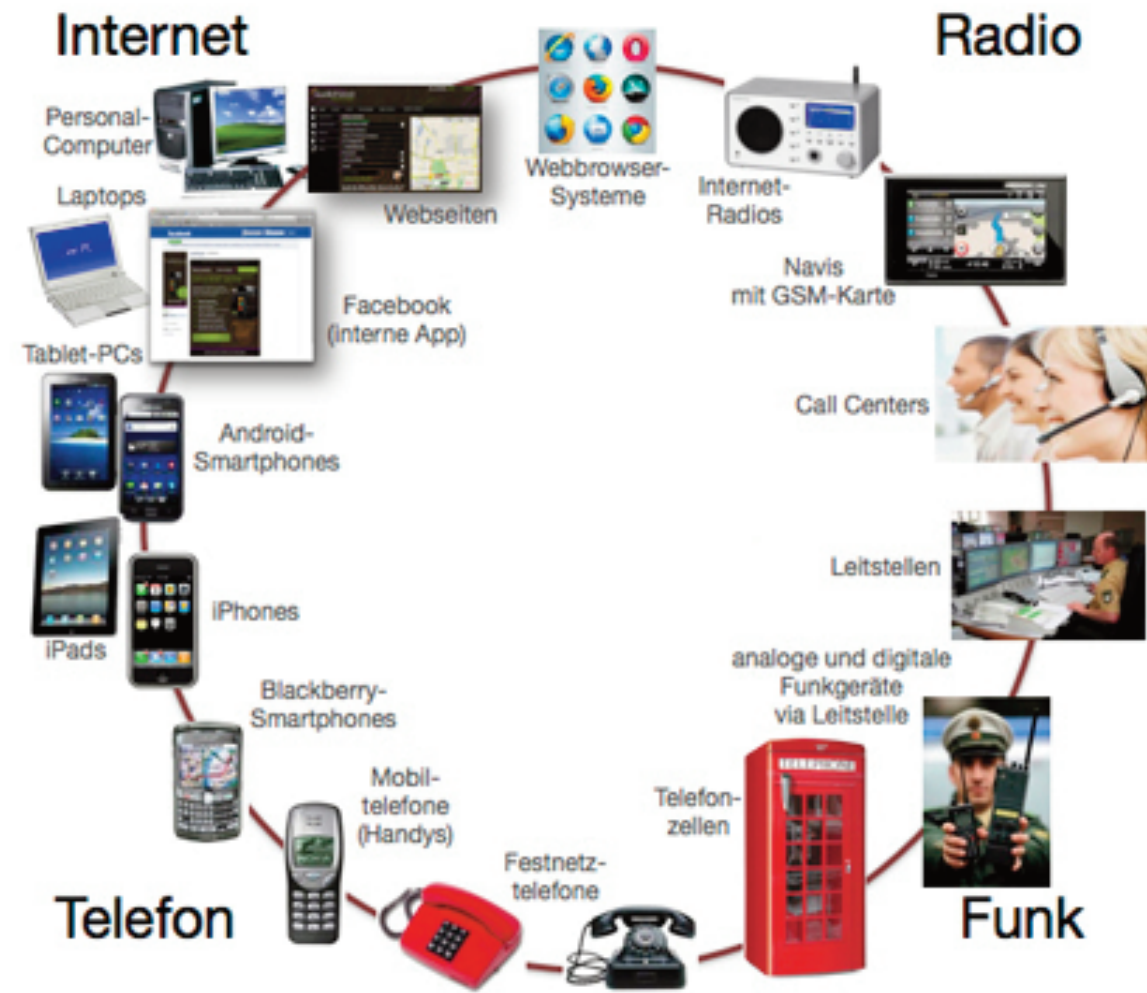 Internet
Radio
Personal-
Computer
Webseiten
Webbrowser-
Systeme
Internet-
Radios
Laptops
Navis
mit GSM-Karte
Facebook
(interne App)
Tablet-PCs
Call Centers
Android-
Smartphones
Leitstellen
iPhones
iPads
analoge und digitale
Funkgeräte
via Leitstelle
Blackberry-
Smartphones
TELEPHONE
Mobil-
telefone
(Handys)
Telefon-
zellen
NOKIA
Festnetz-
telefone
Telefon
Funk